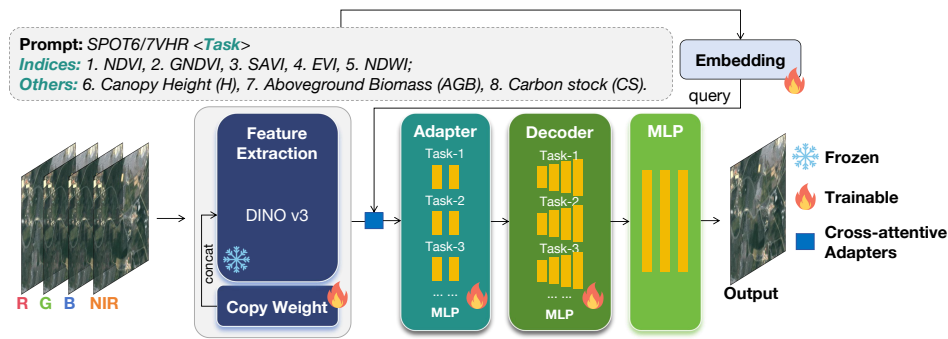 Prompt: SPOT6/7VHR <Task>
Indices: 1. NDVI, 2. GNDVI, 3. SAVI, 4. EVI, 5. NDWI;
Others: 6. Canopy Height (H), 7. Aboveground Biomass (AGB), 8. Carbon stock (CS).
Embedding
query
Feature
Extraction
DINO v3
concat
Copy Weight
R G B NIR
Adapter
Task-1
Task-2
Task-3
... ...
MLP
Decoder
Task-1
Task-2
Task-3
... ...
MLP
MLP
Output
Frozen
Trainable
Cross-attentive
Adapters